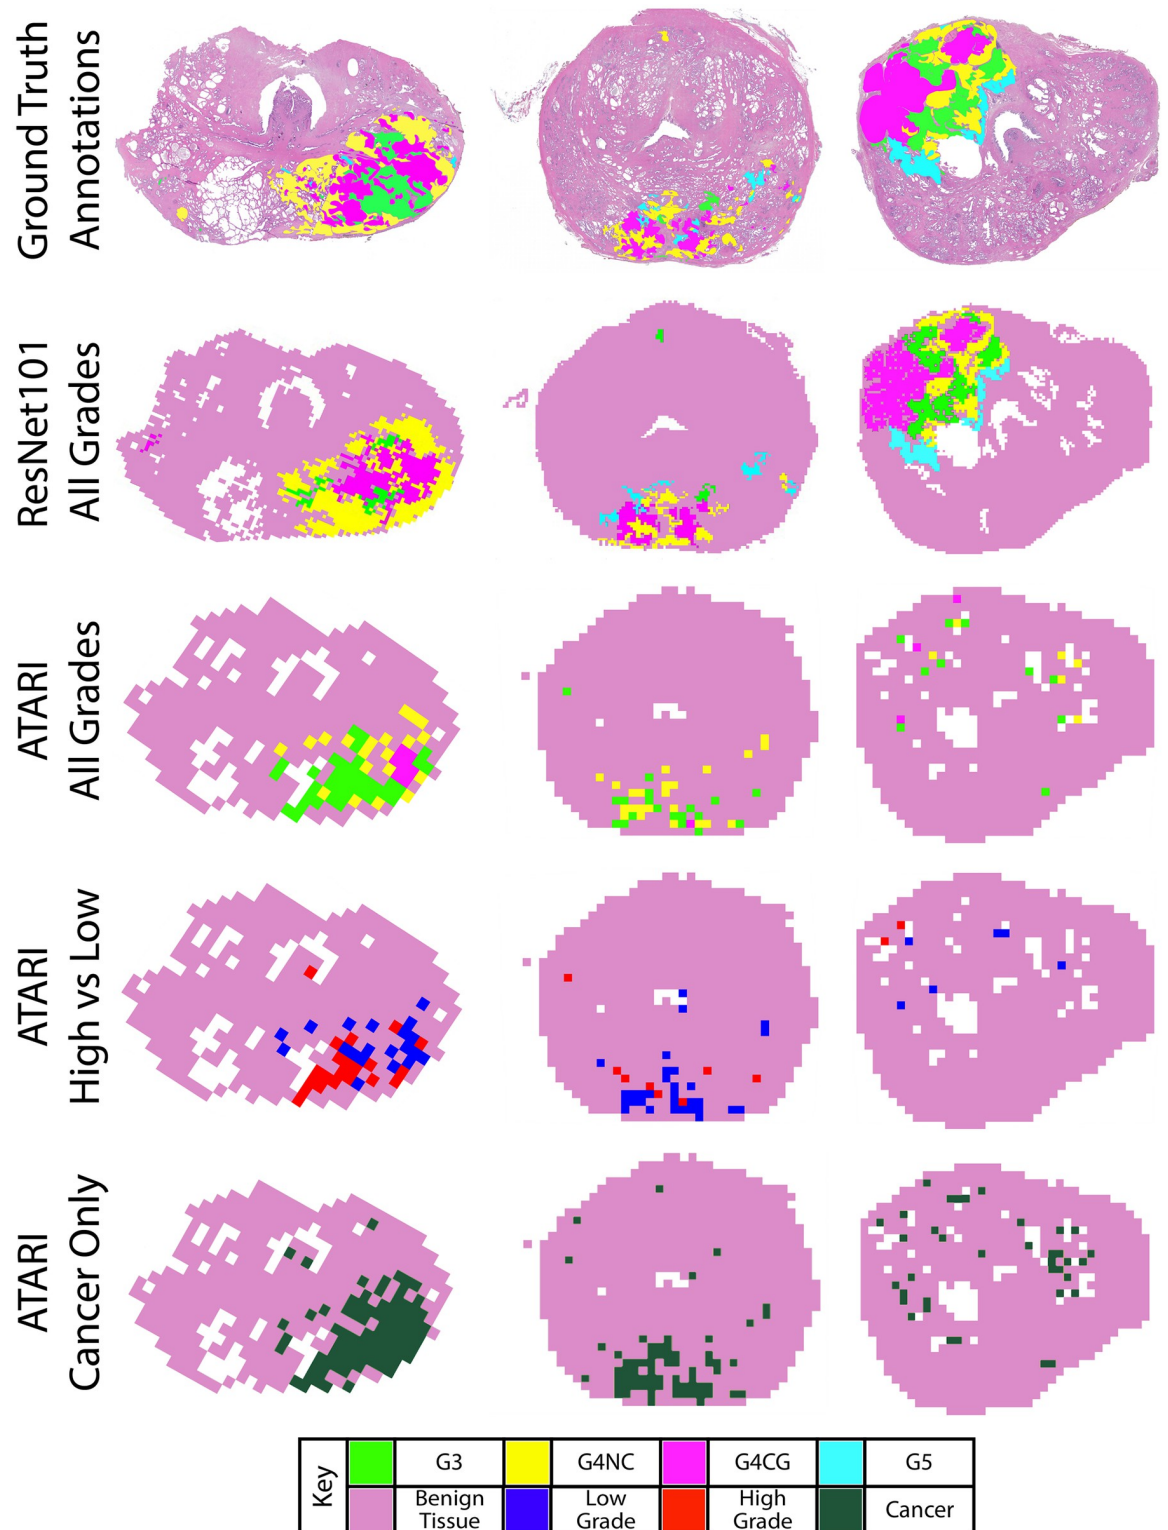 Ground Truth
Annotations
ResNet101
All Grades
ATARI
All Grades
ATARI
High vs Low
ATARI
Cancer Only
Key
G3
G4NC
G4CG
G5
Benign
Tissue
Low
Grade
High
Grade
Cancer